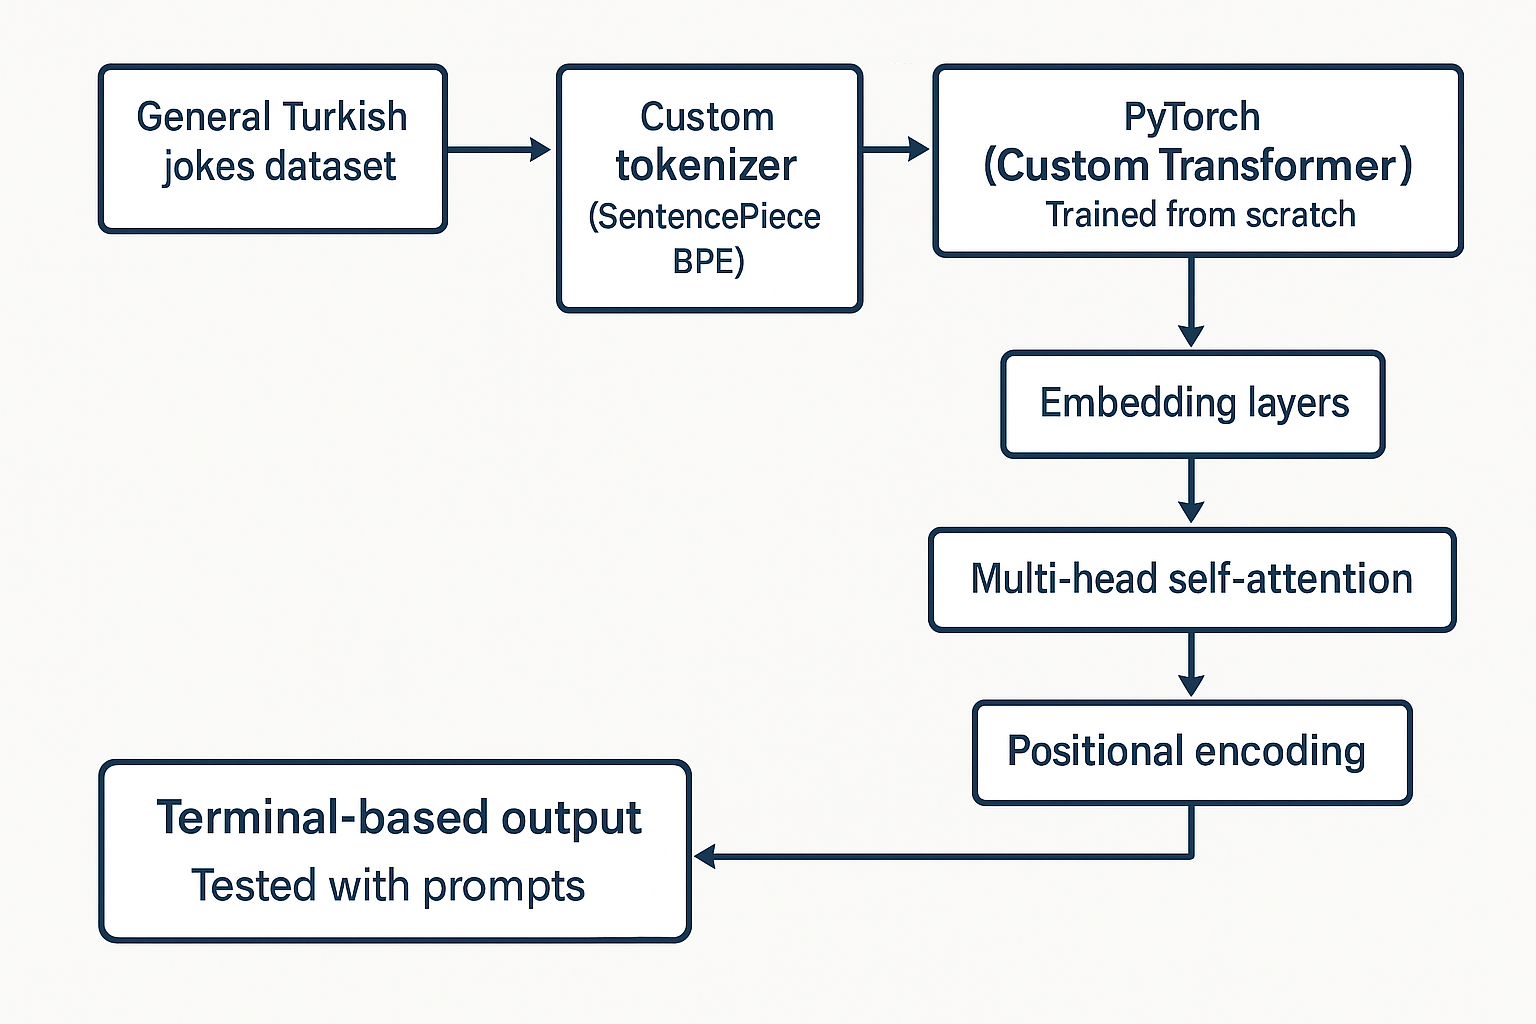 General Turkish
jokes dataset
Custom
tokenizer
(SentencePiece
BPE)
PyTorch
(Custom Transformer)
Trained from scratch
Embedding layers
Multi-head self-attention
Positional encoding
Terminal-based output
Tested with prompts